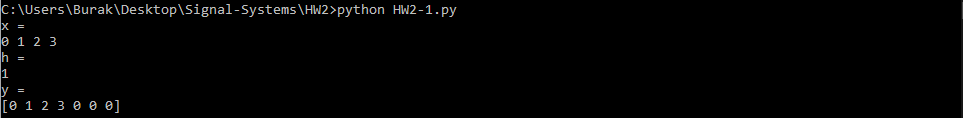 C:\Users\Burak\Desktop\Signal-Systems\HW2>python HW2-1.py
x =
0 1 2 3
h =
1
y =
[0 1 2 3 0 0 0]